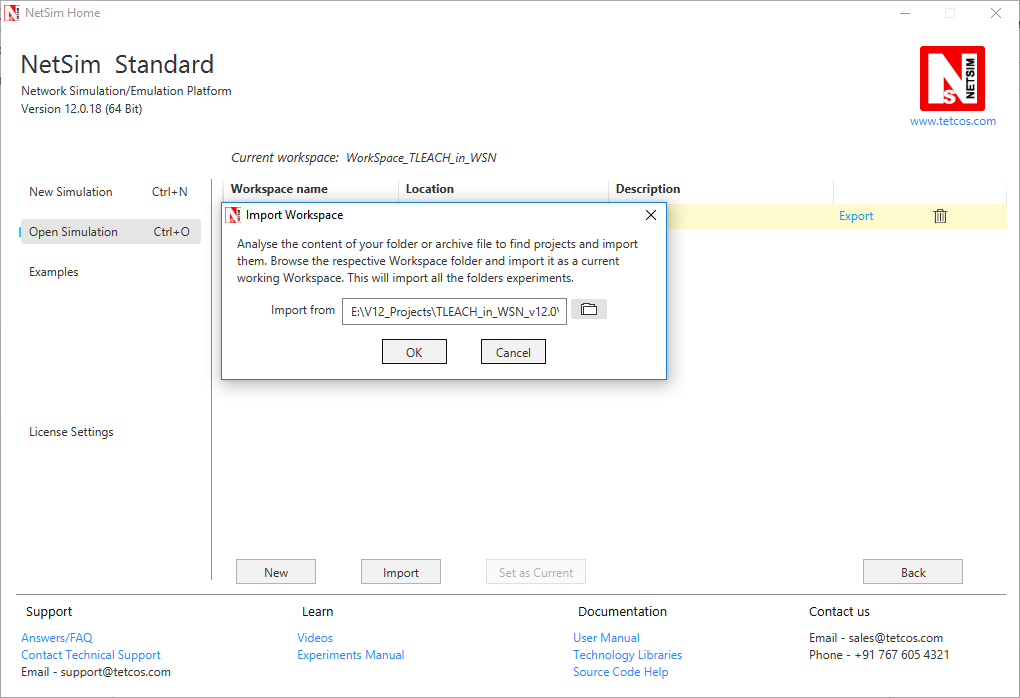 NetSim Home
NetSim Standard
Network Simulation/Emulation Platform
Version 12.0.18 (64 Bit)
NS NETSIM
www.tetcos.com
Current workspace: WorkSpace_TLEACH_in_WSN
New Simulation Ctrl+N
Open Simulation Ctrl+O
Examples
License Settings
Workspace name Location Description
Export
Import Workspace
Analyse the content of your folder or archive file to find projects and import
them. Browse the respective Workspace folder and import it as a current
working Workspace. This will import all the folders experiments.
Import from E:\V12_Projects\TLEACH_in_WSN_v12.0\
OK Cancel
New Import Set as Current Back
Support Learn Documentation Contact us
Answers/FAQ Videos User Manual Email - sales@tetcos.com
Contact Technical Support Experiments Manual Technology Libraries Phone - +91 767 605 4321
Email - support@tetcos.com Source Code Help